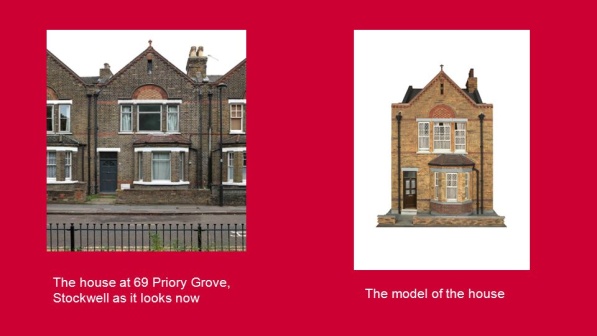 The house at 69 Priory Grove,
Stockwell as it looks now
The model of the house